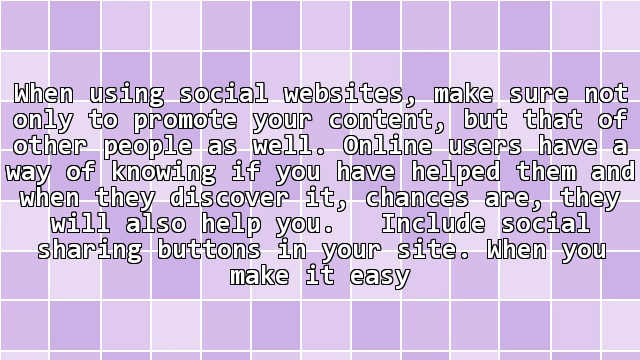 When using social websites, make sure not
only to promote your content, but that of
other people as well. Online users have a
way of knowing if you have helped them and
when they discover it, chances are, they
will also help you.   Include social
sharing buttons in your site. When you
make it easy